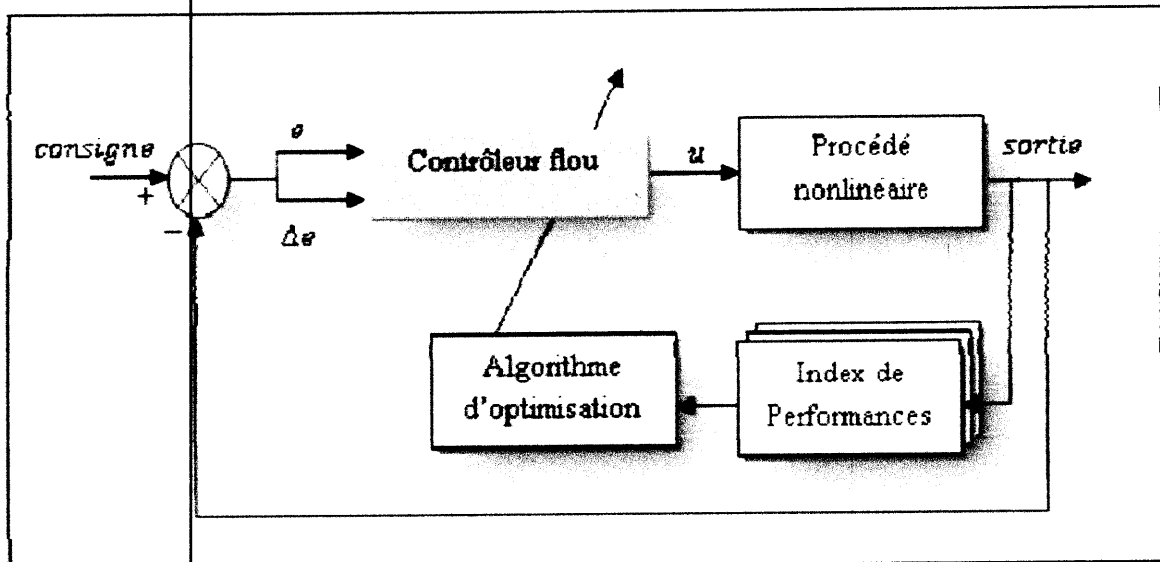 consigne
+
-
e
Δe
Contrôleur flou
u
Procédé
nonlinéaire
sortie
Algorithme
d'optimisation
Index de
Performances